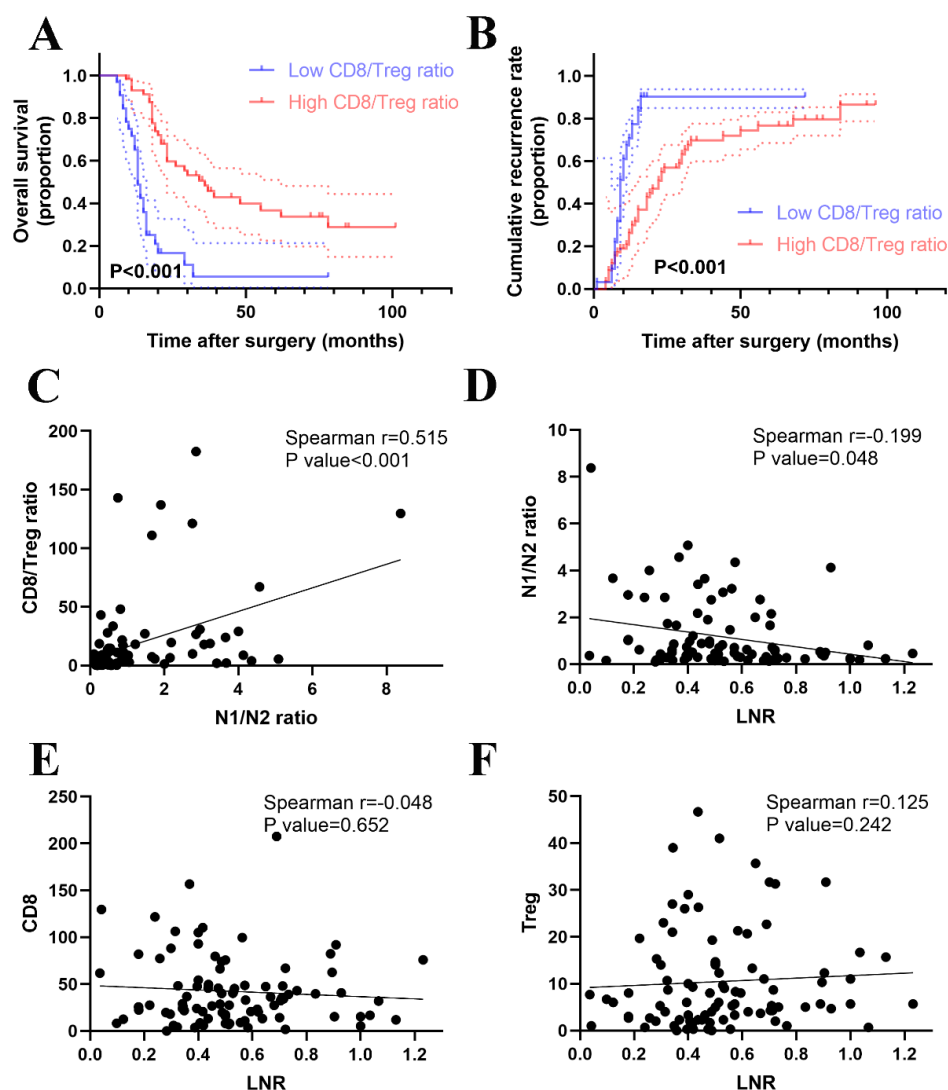 A
Low CD8/Treg ratio
High CD8/Treg ratio
Overall survival
(proportion)
1.0
0.8
0.6
0.4
0.2
0.0
P<0.001
0
50
100
Time after surgery (months)
B
Low CD8/Treg ratio
High CD8/Treg ratio
Cumulative recurrence rate
(proportion)
1.0
0.8
0.6
0.4
0.2
0.0
P<0.001
0
50
100
Time after surgery (months)
C
Spearman r=0.515
P value<0.001
CD8/Treg ratio
200
150
100
50
0
0
2
4
6
8
N1/N2 ratio
D
Spearman r=-0.199
P value=0.048
N1/N2 ratio
10
8
6
4
2
0
0.0
0.2
0.4
0.6
0.8
1.0
1.2
LNR
E
Spearman r=-0.048
P value=0.652
CD8
250
200
150
100
50
0
0.0
0.2
0.4
0.6
0.8
1.0
1.2
LNR
F
Spearman r=0.125
P value=0.242
Treg
50
40
30
20
10
0
0.0
0.2
0.4
0.6
0.8
1.0
1.2
LNR